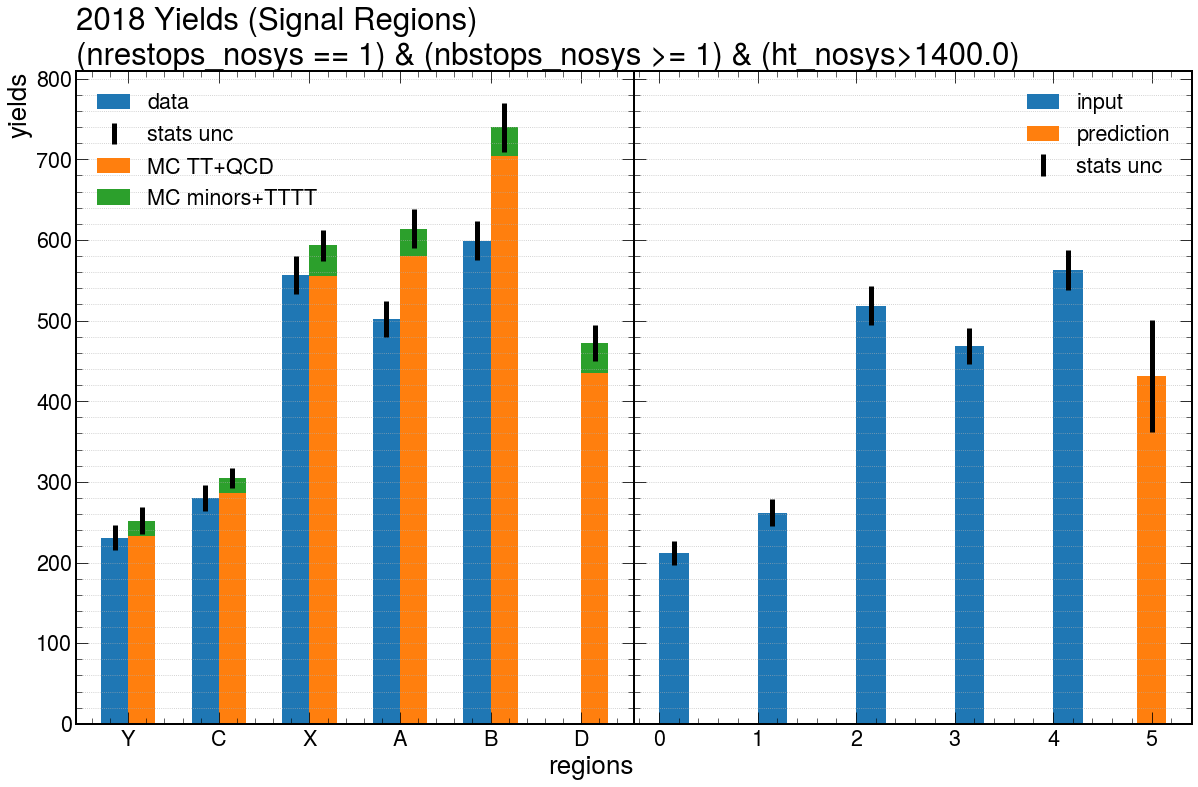 2018 Yields (Signal Regions)
(nrestops_nosys == 1) & (nbstops_nosys >= 1) & (ht_nosys>1400.0)
yields
800
700
600
500
400
300
200
100
0
data
stats unc
MC TT+QCD
MC minors+TTTT
input
prediction
stats unc
Y C X A B D
0 1 2 3 4 5
regions